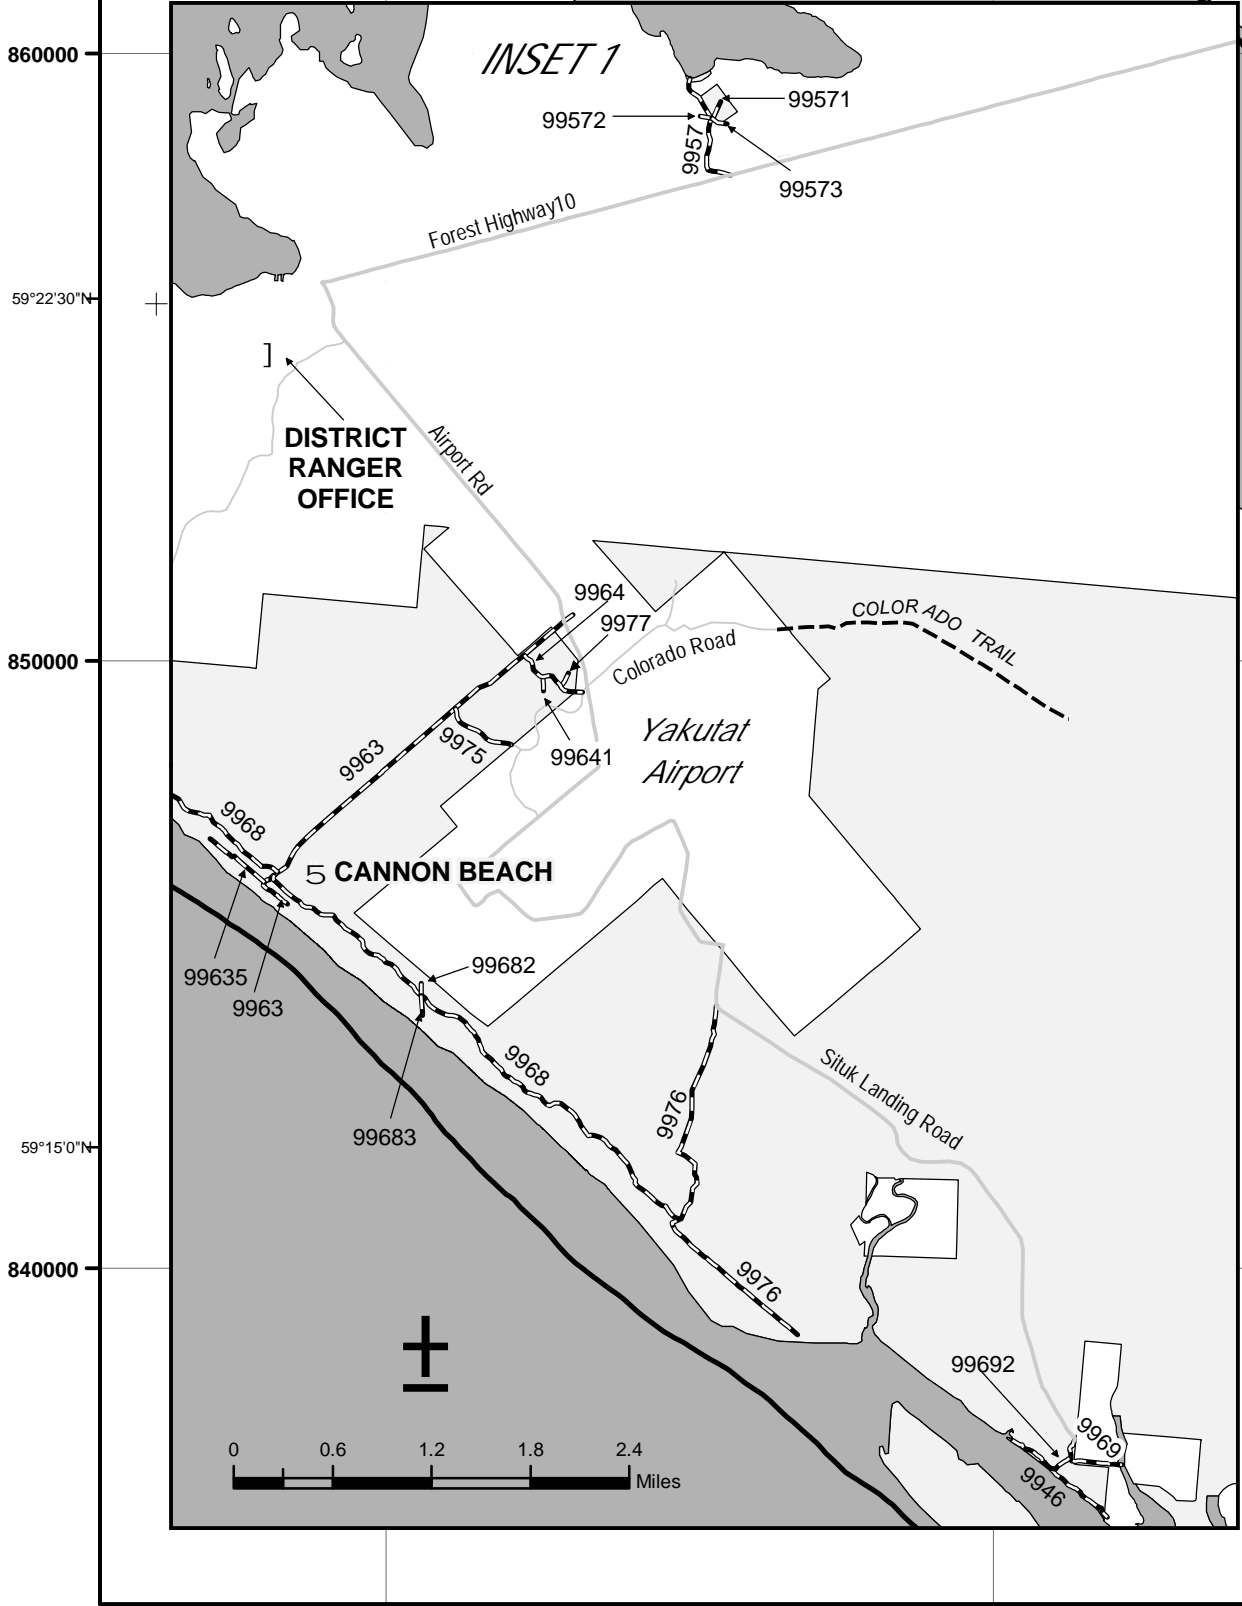 860000
INSET 1
99571
99572
9957
99573
Forest Highway10
59°22'30"N
]
DISTRICT
RANGER
OFFICE
Airport Rd
9964
9977
COLOR ADO TRAIL
Colorado Road
850000
Yakutat
Airport
9975
99641
9963
9968
5 CANNON BEACH
99635
99682
9963
9968
Situk Landing Road
9976
99683
59°15'0"N
840000
9976
99692
9969
9946
0 0.6 1.2 1.8 2.4
Miles